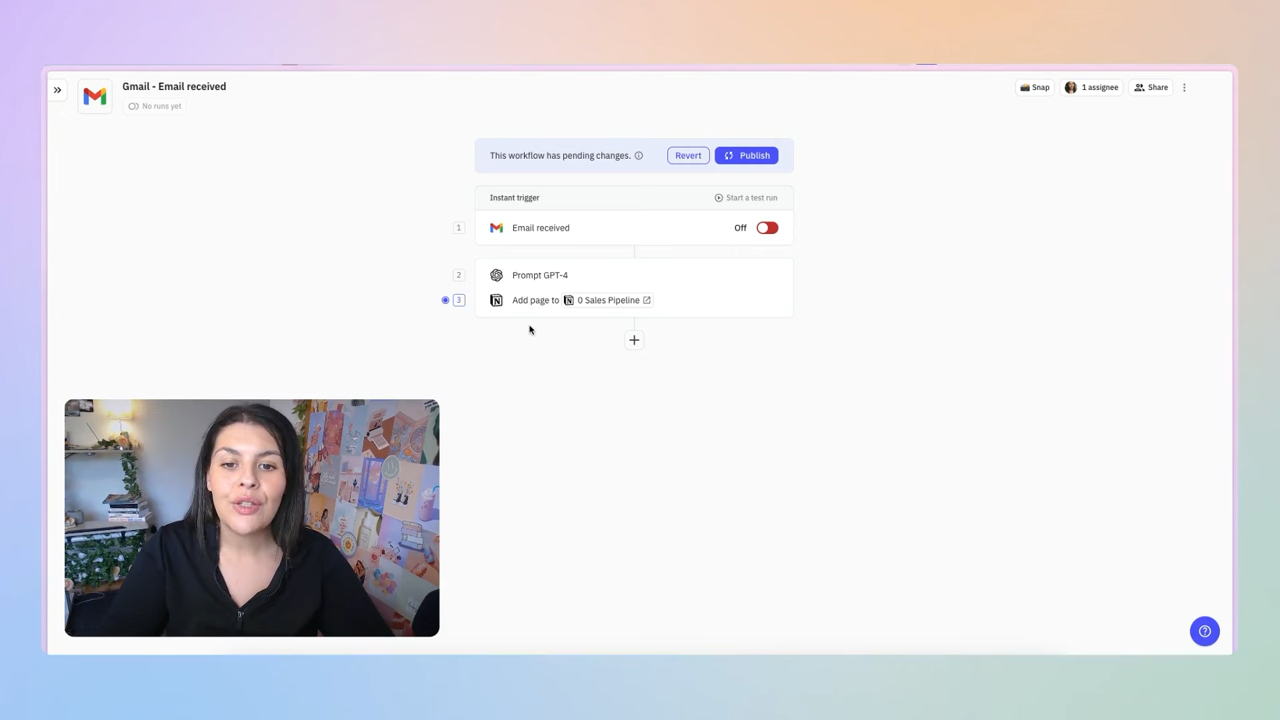 Gmail - Email received
No runs yet
Snap
1 assignee
Share
This workflow has pending changes.
Revert
Publish
Instant trigger
Start a test run
1
Email received
Off
2
Prompt GPT-4
3
Add page to
0 Sales Pipeline